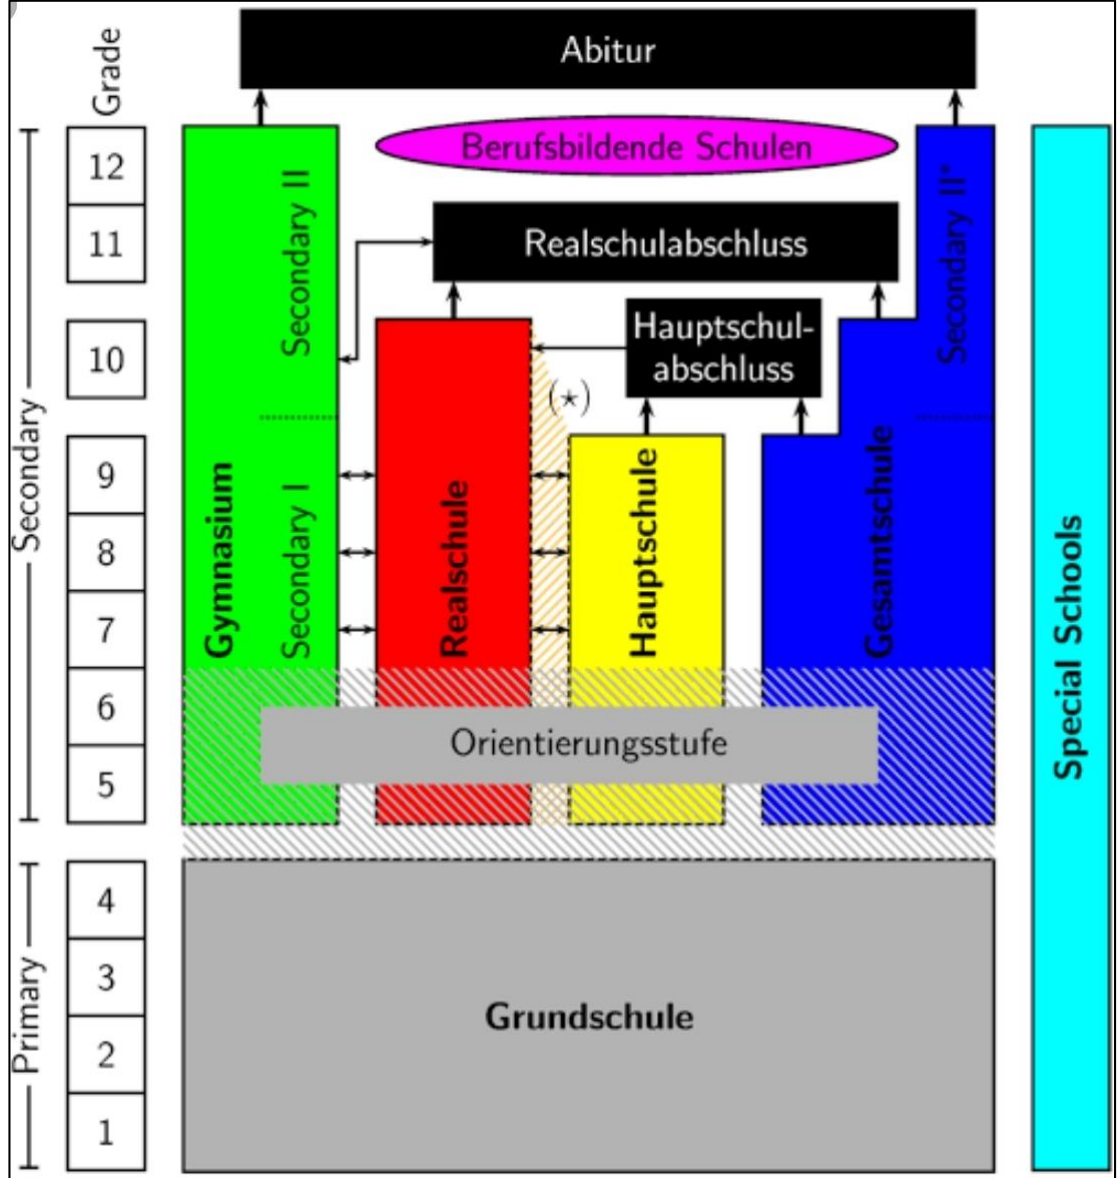 Abitur
Grade
Berufsbildende Schulen
12
11
10
9
8
7
6
5
4
3
2
1
Secondary
Primary
Secondary II
Secondary II*
Realschulabschluss
Hauptschul-
abschluss
(⋆)
Gymnasium
Secondary I
Realschule
Hauptschule
Gesamtschule
Special Schools
Orientierungsstufe
Grundschule